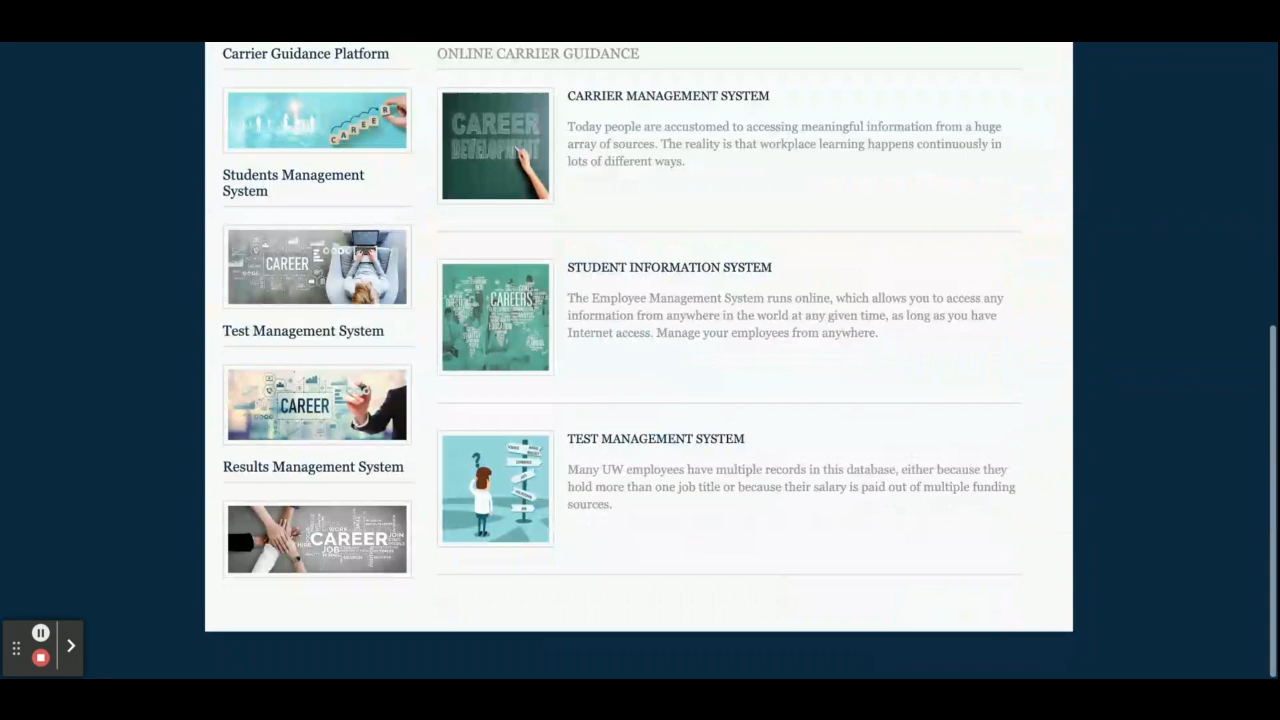 Carrier Guidance Platform
CAREER
Students Management
System
CAREER
Test Management System
CAREER
Results Management System
WORK
CAREER
JOIN
JOB
ONLINE CARRIER GUIDANCE
CAREER
DEVELOPMENT
CARRIER MANAGEMENT SYSTEM
Today people are accustomed to accessing meaningful information from a huge
array of sources. The reality is that workplace learning happens continuously in
lots of different ways.
CAREERS
STUDENT INFORMATION SYSTEM
The Employee Management System runs online, which allows you to access any
information from anywhere in the world at any given time, as long as you have
Internet access. Manage your employees from anywhere.
?
TEST MANAGEMENT SYSTEM
Many UW employees have multiple records in this database, either because they
hold more than one job title or because their salary is paid out of multiple funding
sources.